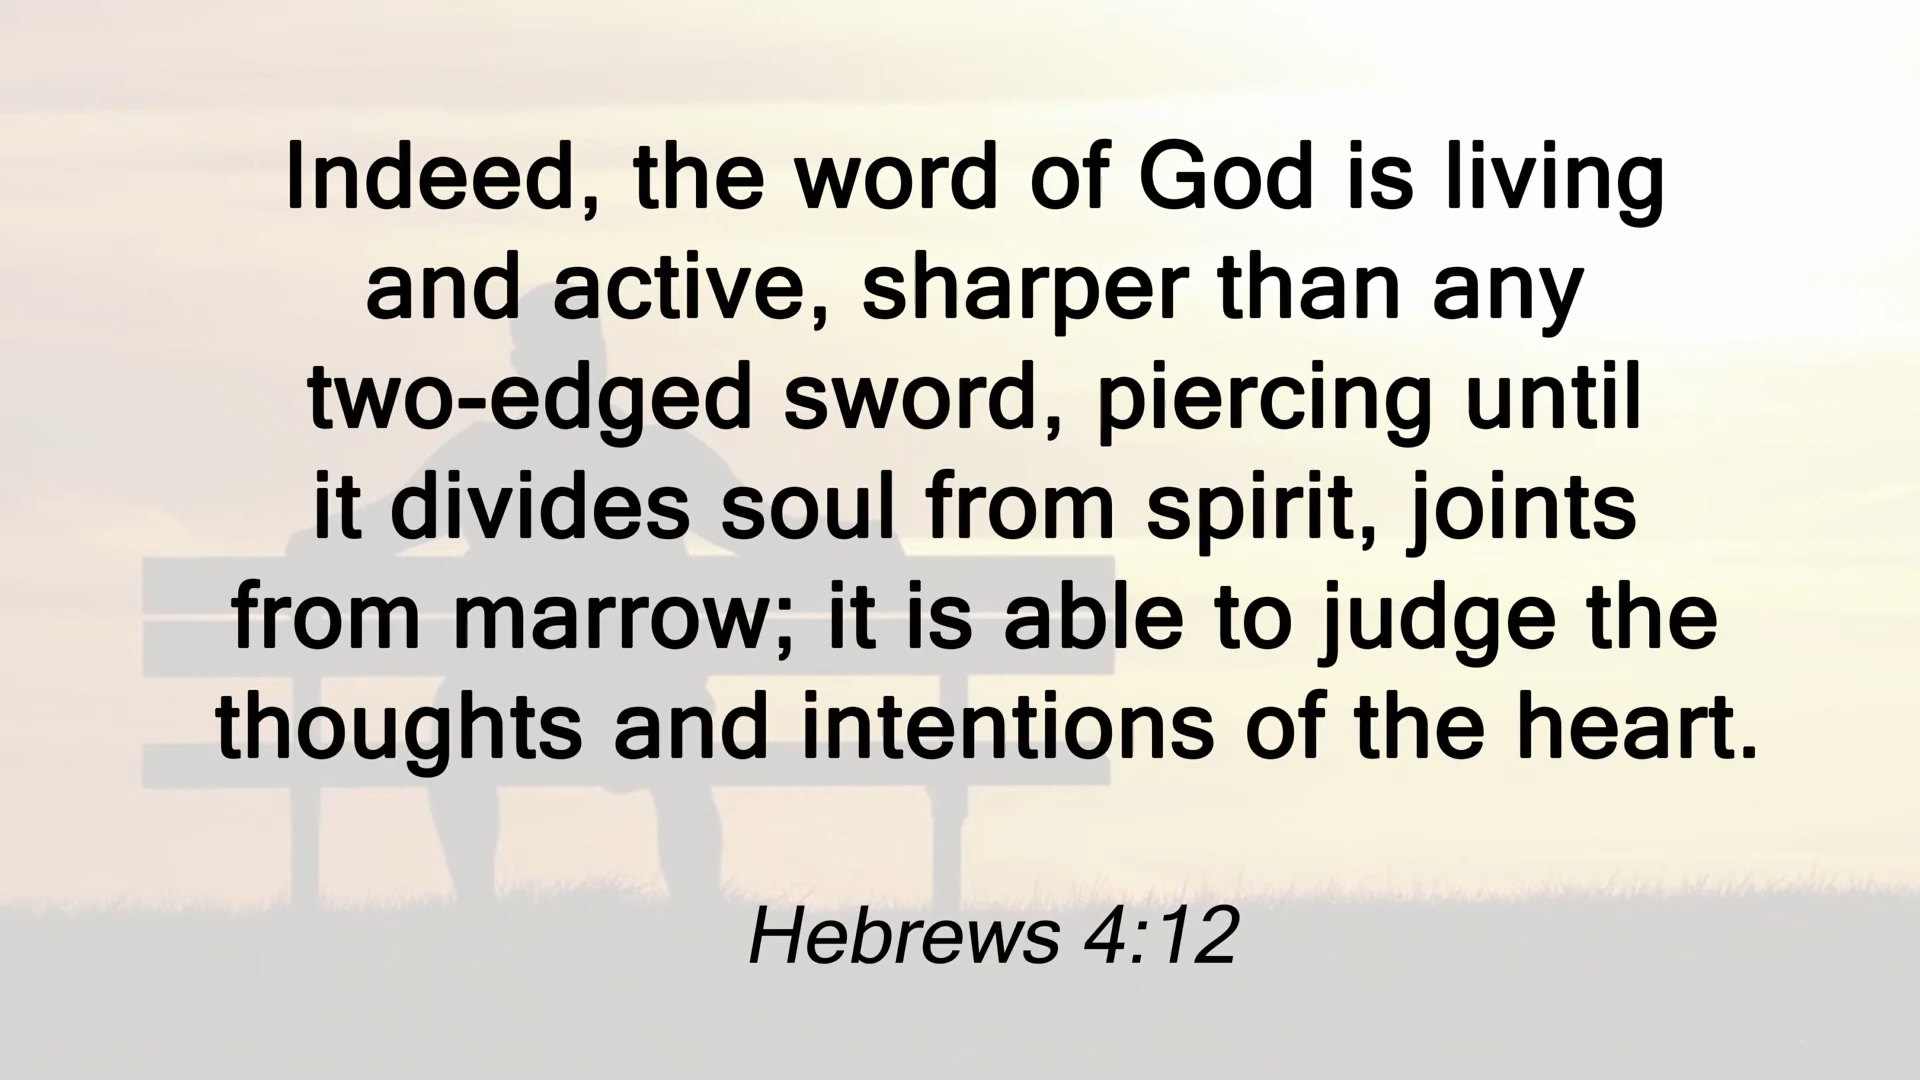 Indeed, the word of God is living
and active, sharper than any
two-edged sword, piercing until
it divides soul from spirit, joints
from marrow; it is able to judge the
thoughts and intentions of the heart.
Hebrews 4:12